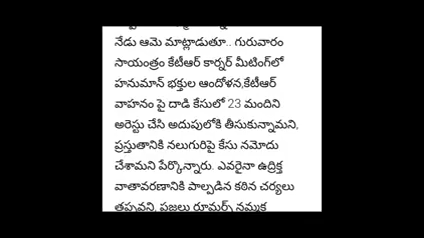 నేడు ఆమె మాట్లాడుతూ.. గురువారం
సాయంత్రం కేటీఆర్ కార్నర్ మీటింగ్‌లో
హనుమాన్ భక్తుల ఆందోళన,కేటీఆర్
వాహనం పై దాడి కేసులో 23 మందిని
అరెస్టు చేసి అదుపులోకి తీసుకున్నామని,
ప్రస్తుతానికి నలుగురిపై కేసు నమోదు
చేశామని పేర్కొన్నారు. ఎవరైనా ఉద్రిక్త
వాతావరణానికి పాల్పడిన కఠిన చర్యలు
తప్పవని, ప్రజలు రూమర్స్ నమ్మక